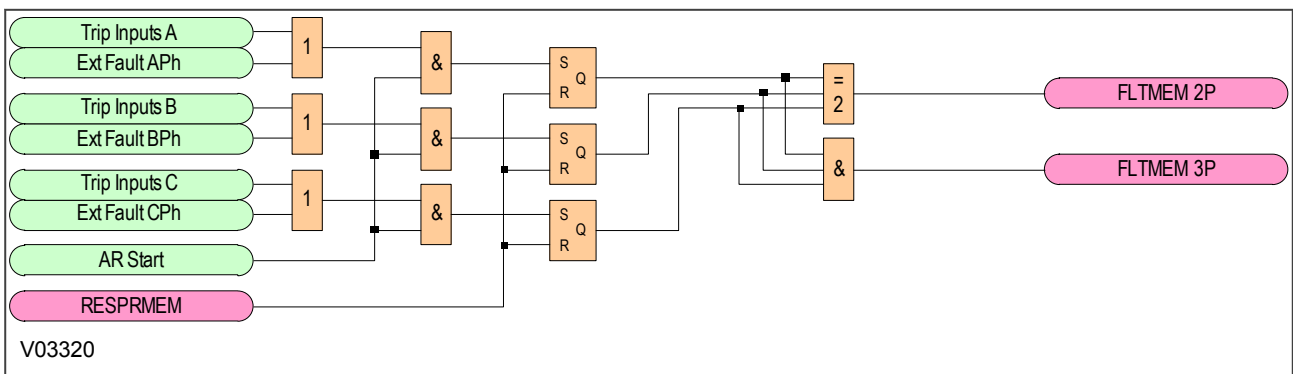 Trip Inputs A
Ext Fault APh
1
&
S
Q
R
=
2
FLTMEM 2P
Trip Inputs B
Ext Fault BPh
1
&
S
Q
R
&
FLTMEM 3P
Trip Inputs C
Ext Fault CPh
1
&
S
Q
R
AR Start
RESPRMEM
V03320